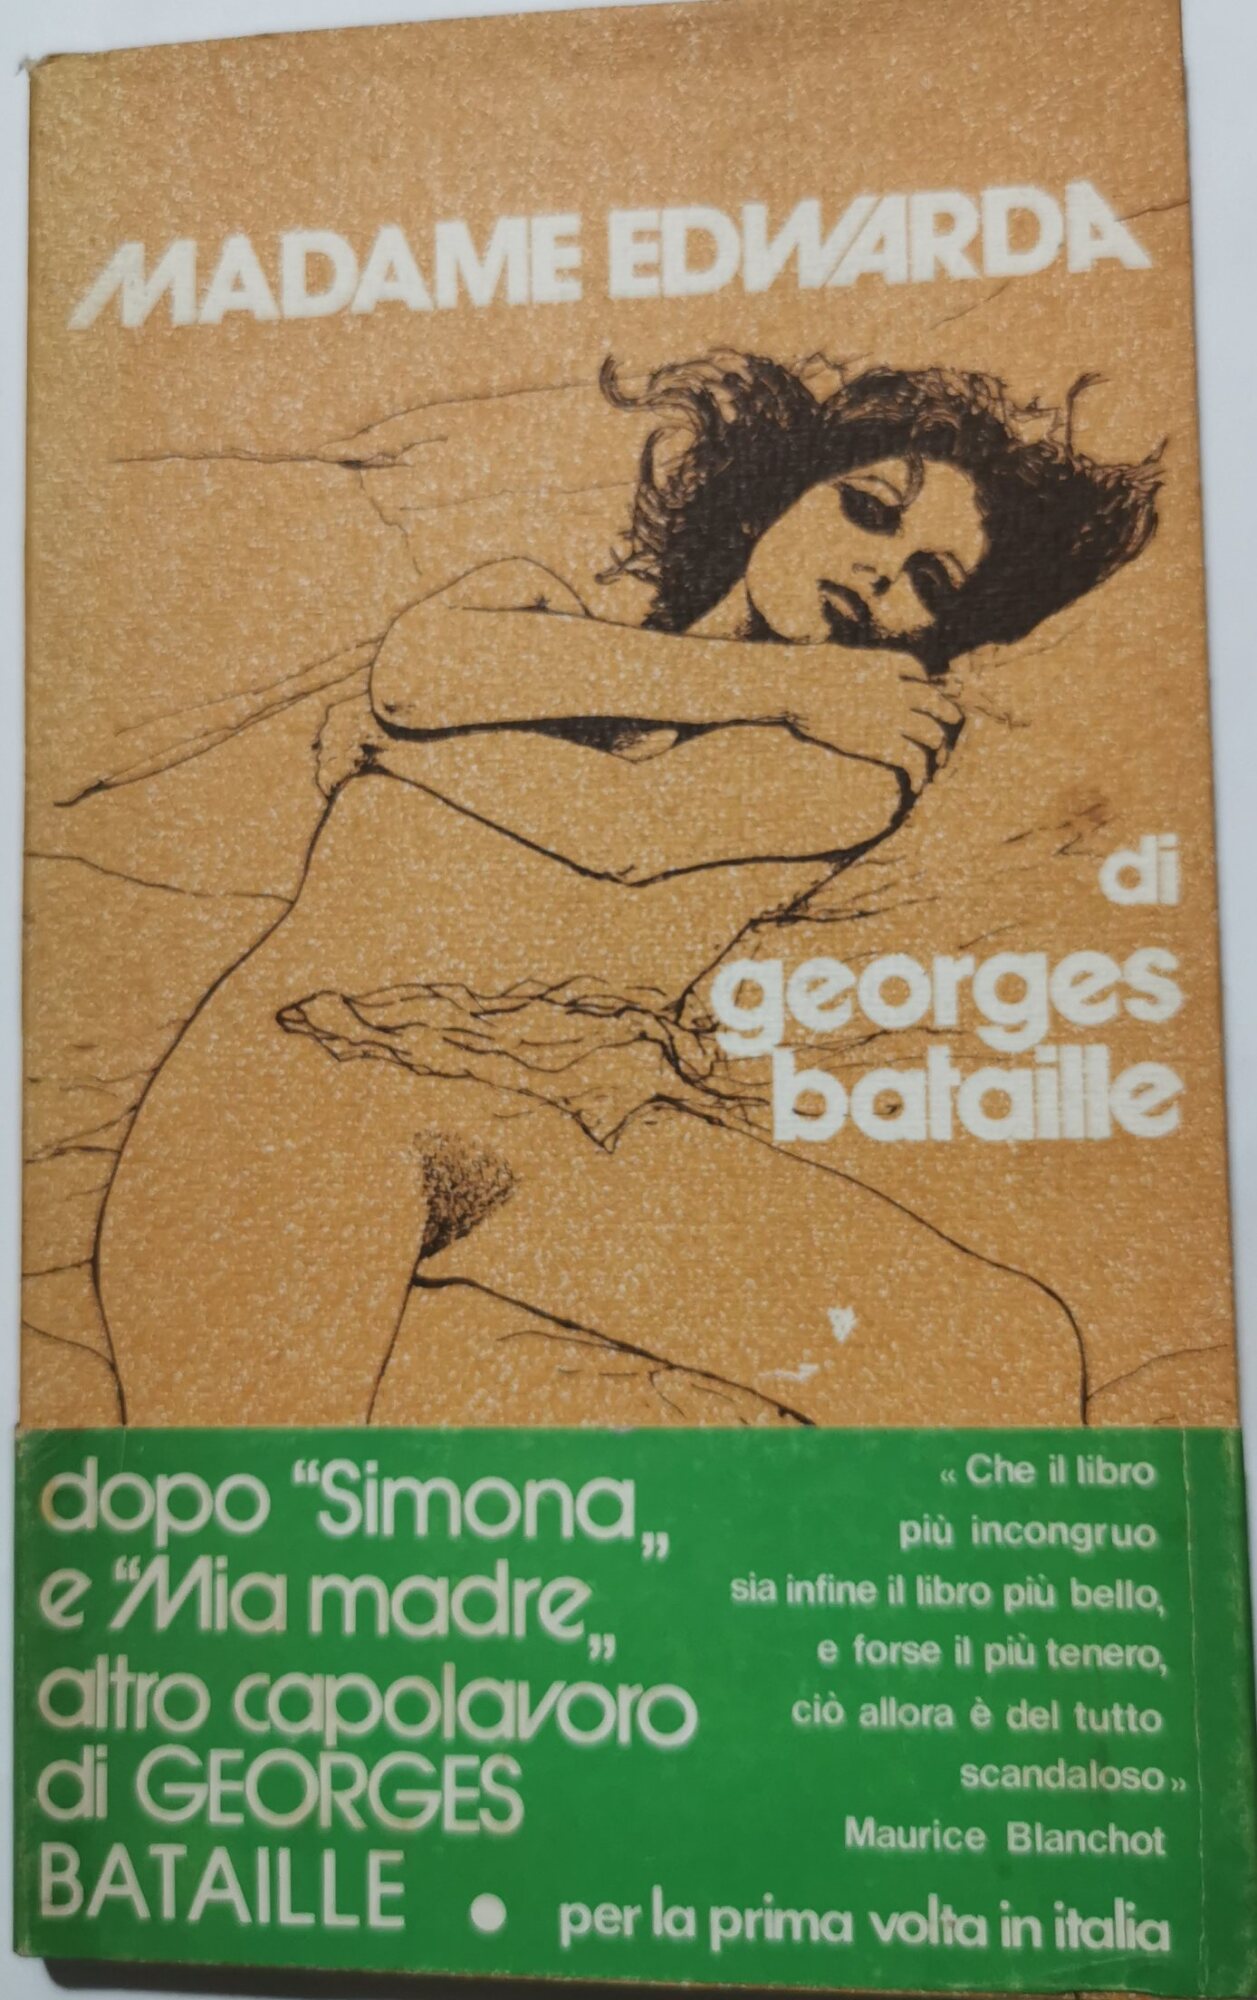 MADAME EDWARDA
di
georges
bataille
dopo “Simona„
e “Mia madre„
altro capolavoro
di GEORGES
BATAILLE
« Che il libro
più incongruo
sia infine il libro più bello,
e forse il più tenero,
ciò allora è del tutto
scandaloso»
Maurice Blanchot
• per la prima volta in italia